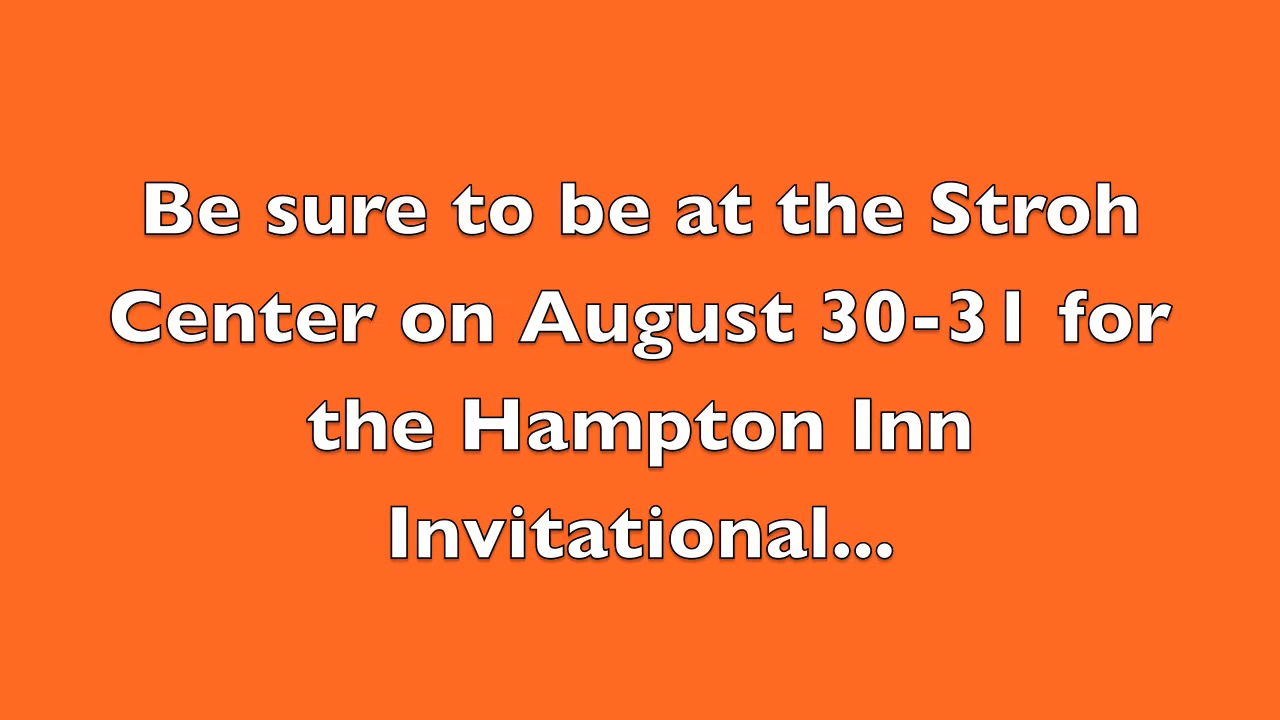 Be sure to be at the Stroh
Center on August 30-31 for
the Hampton Inn
Invitational...